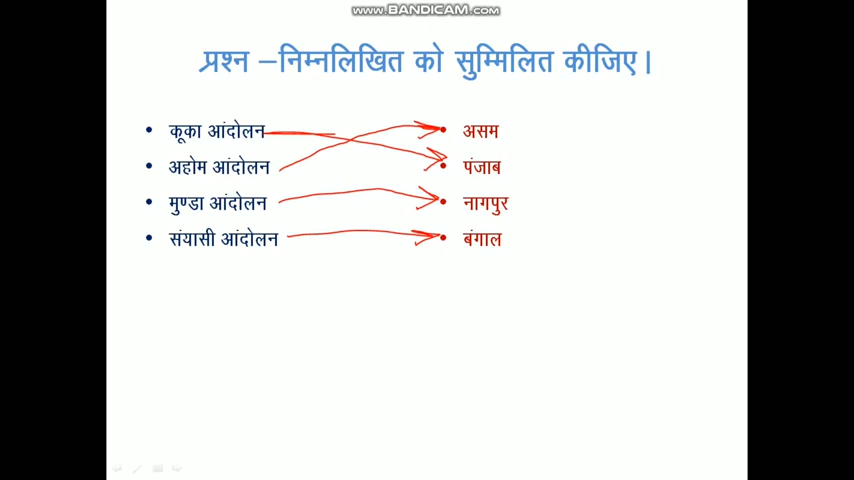 www.BANDICAM.com
प्रश्न –निम्नलिखित को सुम्मिलित कीजिए।
• कूका आंदोलन • असम
• अहोम आंदोलन • पंजाब
• मुण्डा आंदोलन • नागपुर
• संयासी आंदोलन • बंगाल